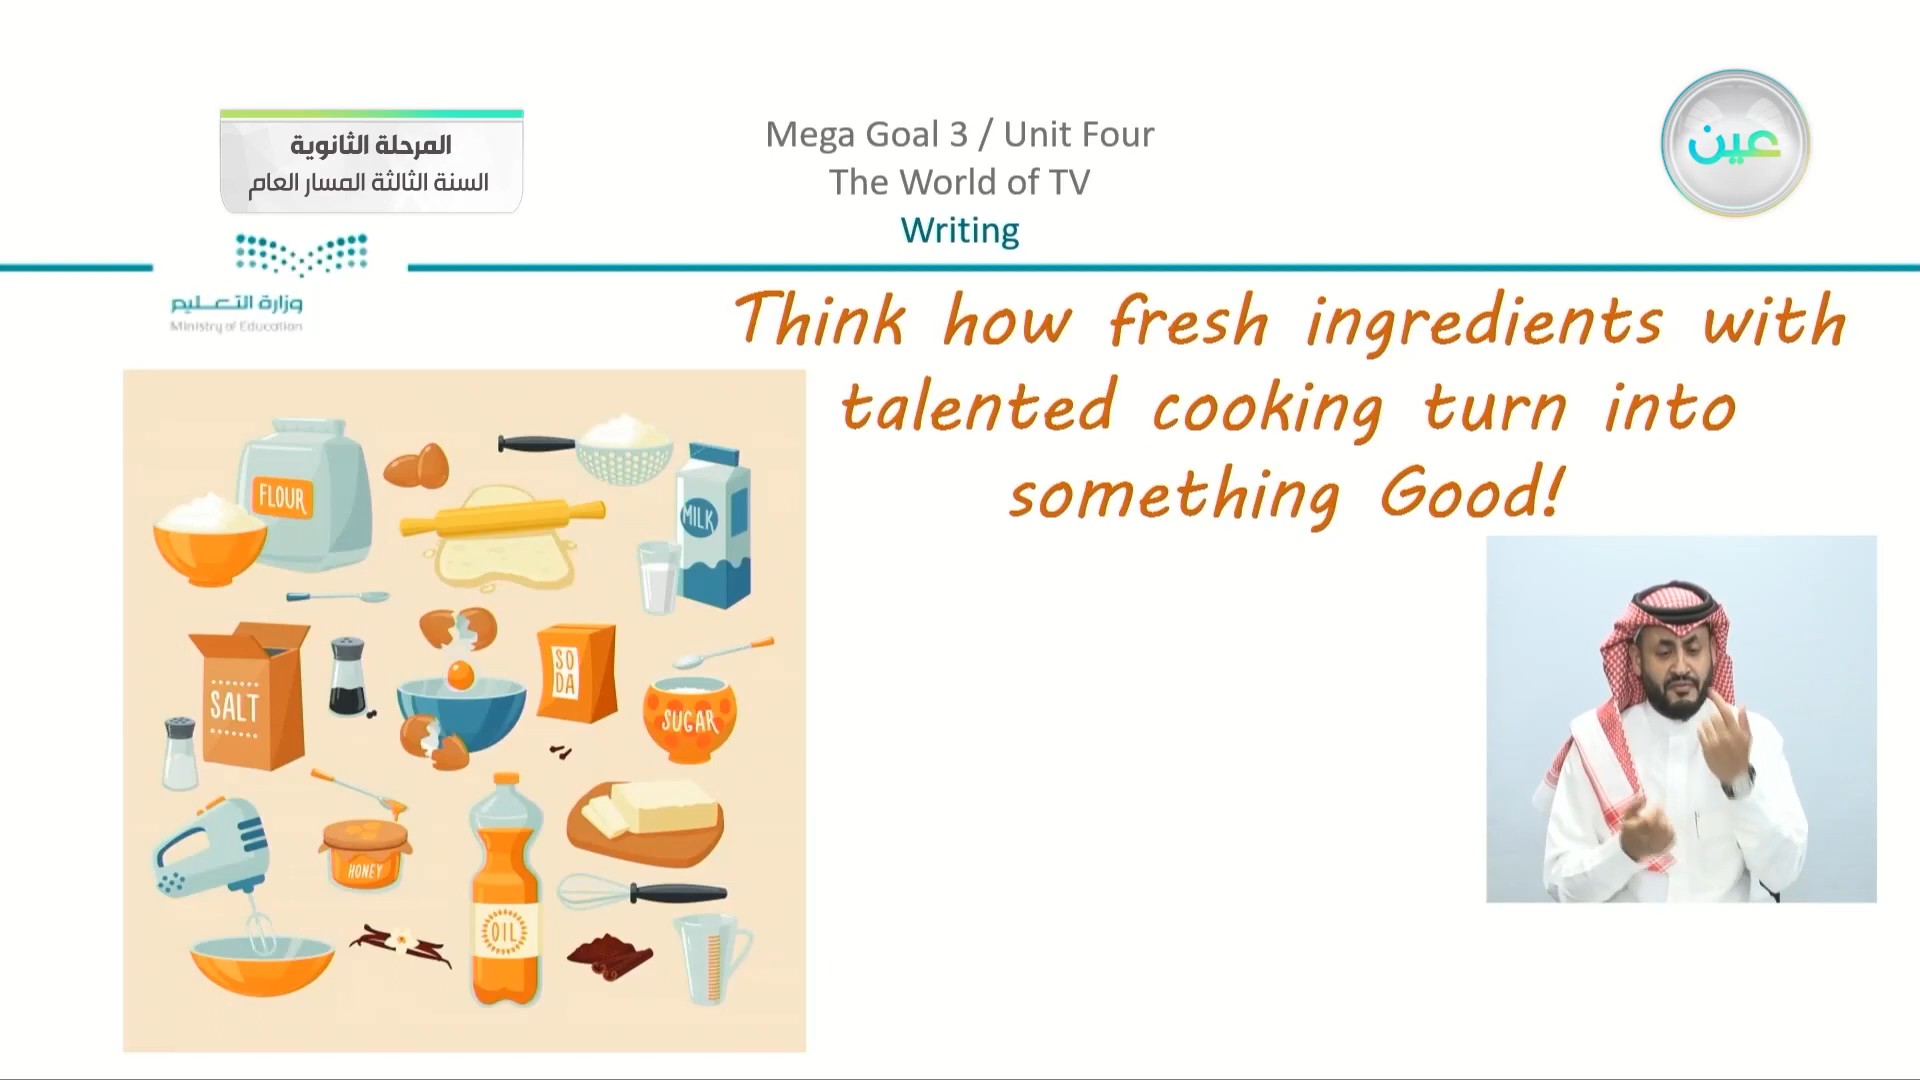 المرحلة الثانوية
السنة الثالثة المسار العام
Mega Goal 3 / Unit Four
The World of TV
Writing
عين
وزارة التعليم
Ministry of Education
Think how fresh ingredients with
talented cooking turn into
something Good!
FLOUR
MILK
SALT
SO
DA
SUGAR
HONEY
OIL